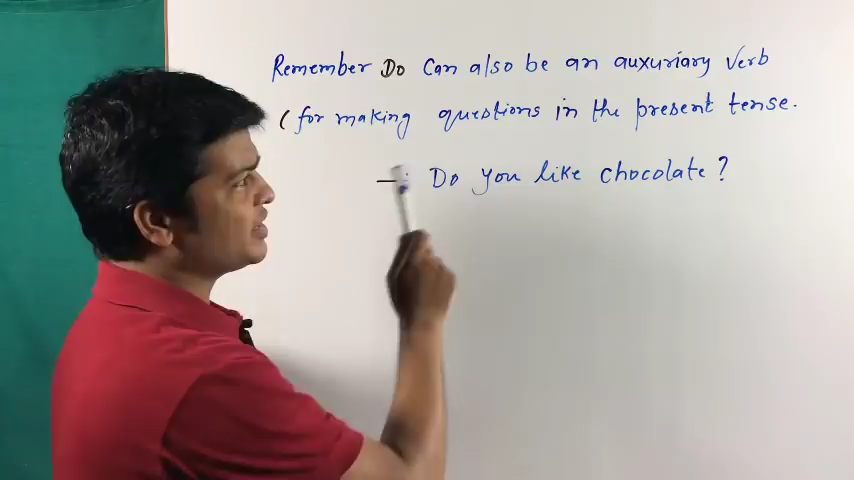 Remember Do Can also be an auxuriary Verb
(for making questions in the present tense.
Do you like chocolate?